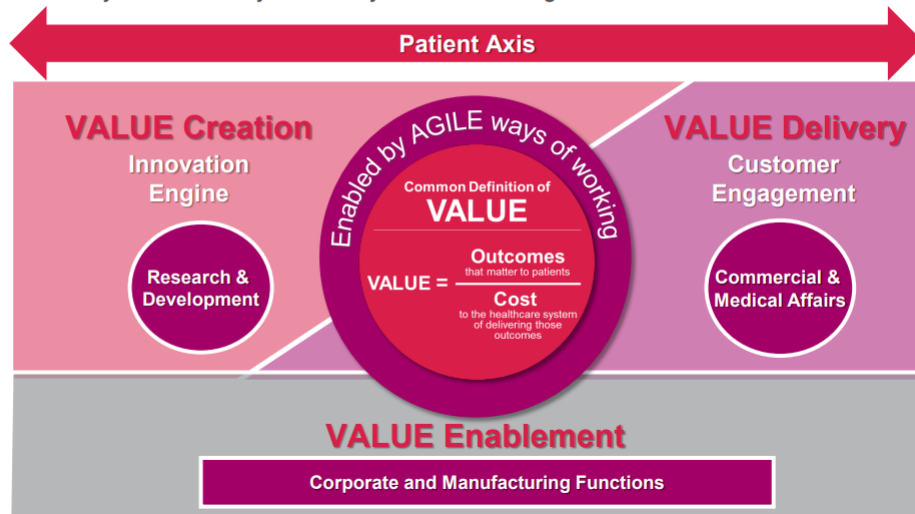 Patient Axis
VALUE Creation
Innovation
Engine
Research &
Development
Enabled by AGILE ways of working
Common Definition of
VALUE
VALUE =
Outcomes
that matter to patients
Cost
to the healthcare system
of delivering those
outcomes
VALUE Delivery
Customer
Engagement
Commercial &
Medical Affairs
VALUE Enablement
Corporate and Manufacturing Functions